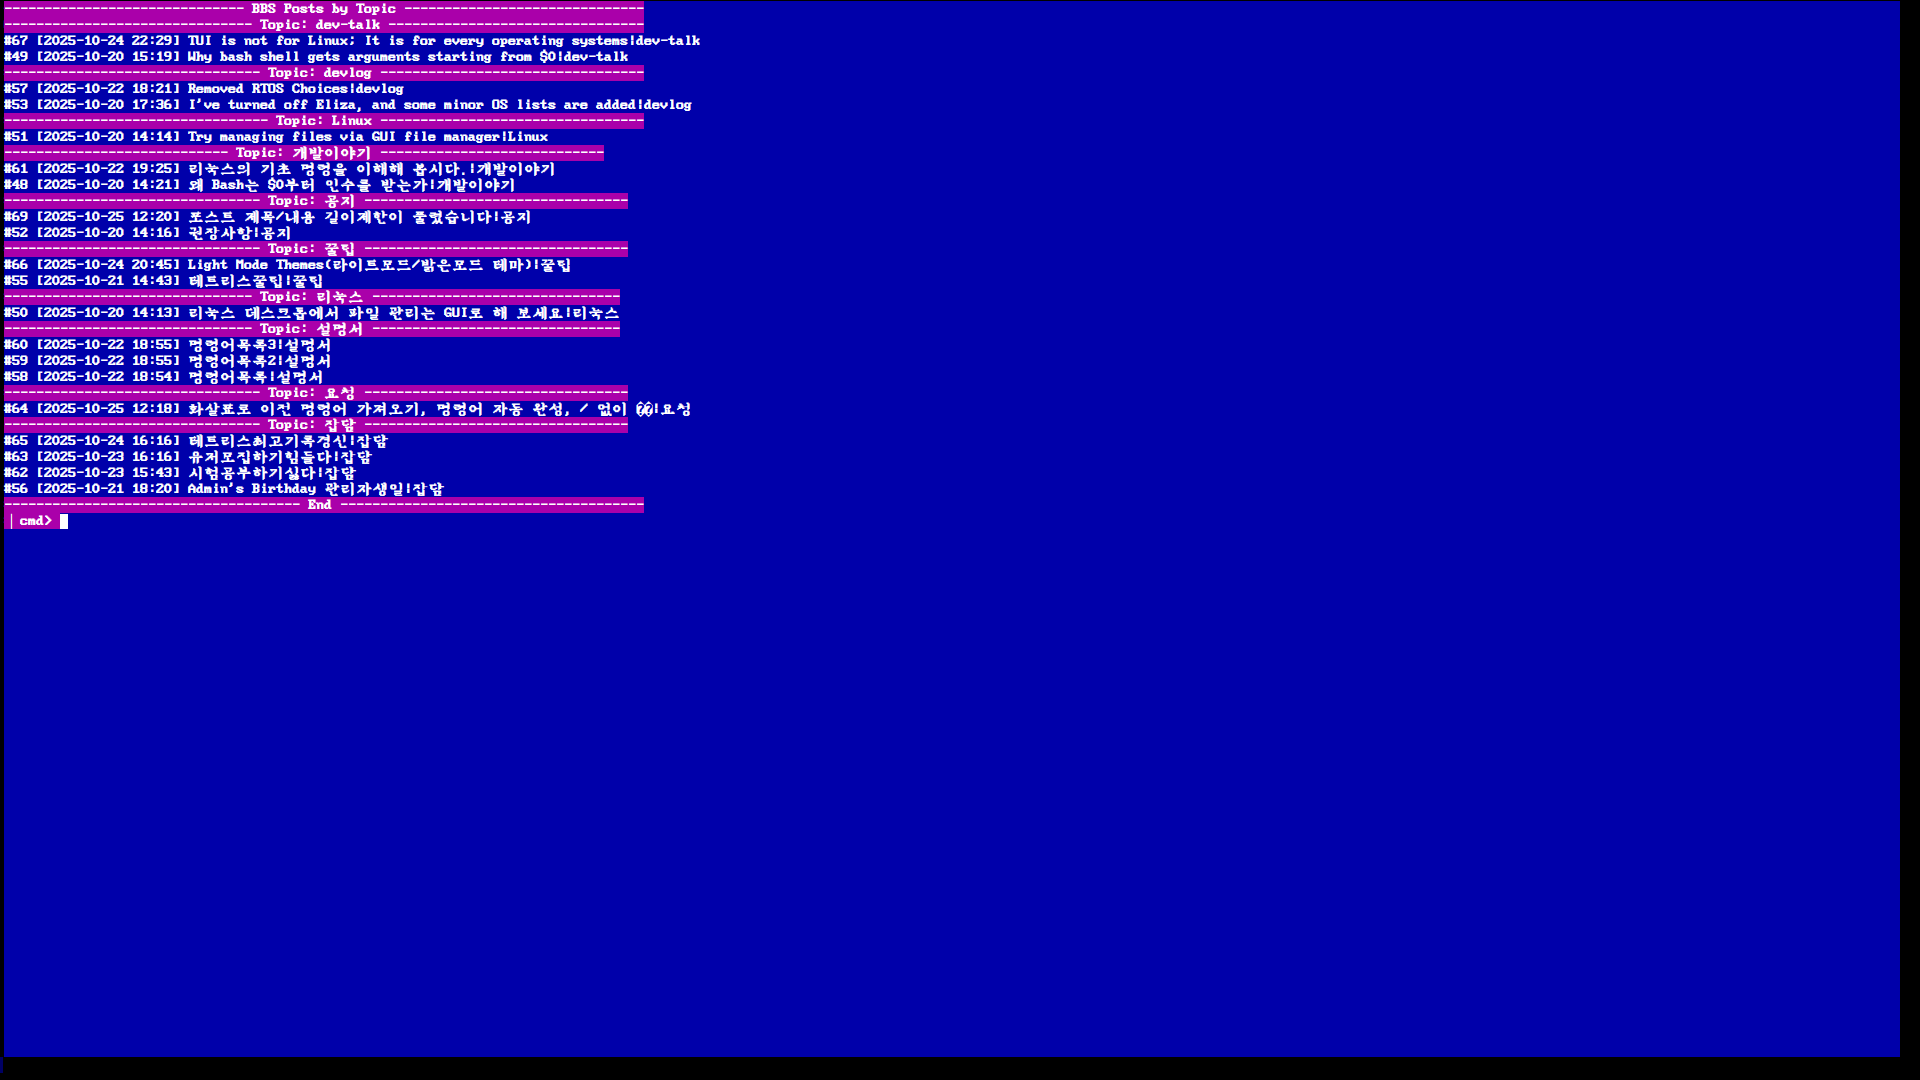 ------------------------------ BBS Posts by Topic ------------------------------
------------------------------- Topic: dev-talk --------------------------------
#67 [2025-10-24 22:29] TUI is not for Linux; It is for every operating systems|dev-talk
#49 [2025-10-20 15:19] Why bash shell gets arguments starting from $0|dev-talk
-------------------------------- Topic: devlog ---------------------------------
#57 [2025-10-22 18:21] Removed RTOS Choices|devlog
#53 [2025-10-20 17:36] I've turned off Eliza, and some minor OS lists are added|devlog
--------------------------------- Topic: Linux ---------------------------------
#51 [2025-10-20 14:14] Try managing files via GUI file manager|Linux
---------------------------- Topic: 개발이야기 ----------------------------
#61 [2025-10-22 19:25] 리눅스의 기초 명령을 이해해 봅시다.|개발이야기
#48 [2025-10-20 14:21] 왜 Bash는 $0부터 인수를 받는가|개발이야기
-------------------------------- Topic: 공지 ---------------------------------
#69 [2025-10-25 12:20] 포스트 제목/내용 길이제한이 풀렸습니다|공지
#52 [2025-10-20 14:16] 권장사항|공지
-------------------------------- Topic: 꿀팁 ---------------------------------
#66 [2025-10-24 20:45] Light Mode Themes(라이트모드/밝은모드 테마)|꿀팁
#55 [2025-10-21 14:43] 테트리스꿀팁|꿀팁
------------------------------- Topic: 리눅스 -------------------------------
#50 [2025-10-20 14:13] 리눅스 데스크톱에서 파일 관리는 GUI로 해 보세요|리눅스
------------------------------- Topic: 설명서 -------------------------------
#60 [2025-10-22 18:55] 명령어목록3|설명서
#59 [2025-10-22 18:55] 명령어목록2|설명서
#58 [2025-10-22 18:54] 명령어목록|설명서
-------------------------------- Topic: 요청 ---------------------------------
#64 [2025-10-25 12:18] 화살표로 이전 명령어 가져오기, 명령어 자동 완성, / 없이 ��|요청
-------------------------------- Topic: 잡담 ---------------------------------
#65 [2025-10-24 16:16] 테트리스최고기록경신|잡담
#63 [2025-10-23 16:16] 유저모집하기힘들다|잡담
#62 [2025-10-23 15:43] 시험공부하기싫다|잡담
#56 [2025-10-21 18:20] Admin's Birthday 관리자생일|잡담
------------------------------------- End --------------------------------------
| cmd>